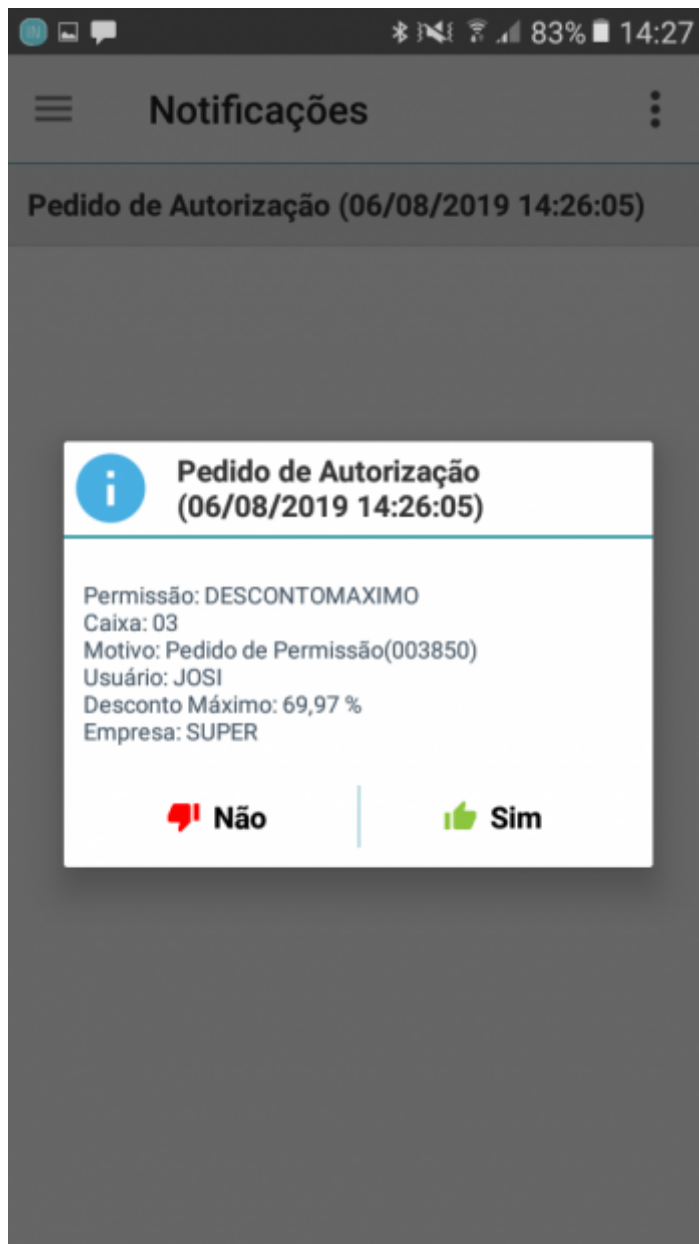 IN
83% 14:27
Notificações
Pedido de Autorização (06/08/2019 14:26:05)
Pedido de Autorização
(06/08/2019 14:26:05)
Permissão: DESCONTOMAXIMO
Caixa: 03
Motivo: Pedido de Permissão(003850)
Usuário: JOSI
Desconto Máximo: 69,97 %
Empresa: SUPER
Não
Sim